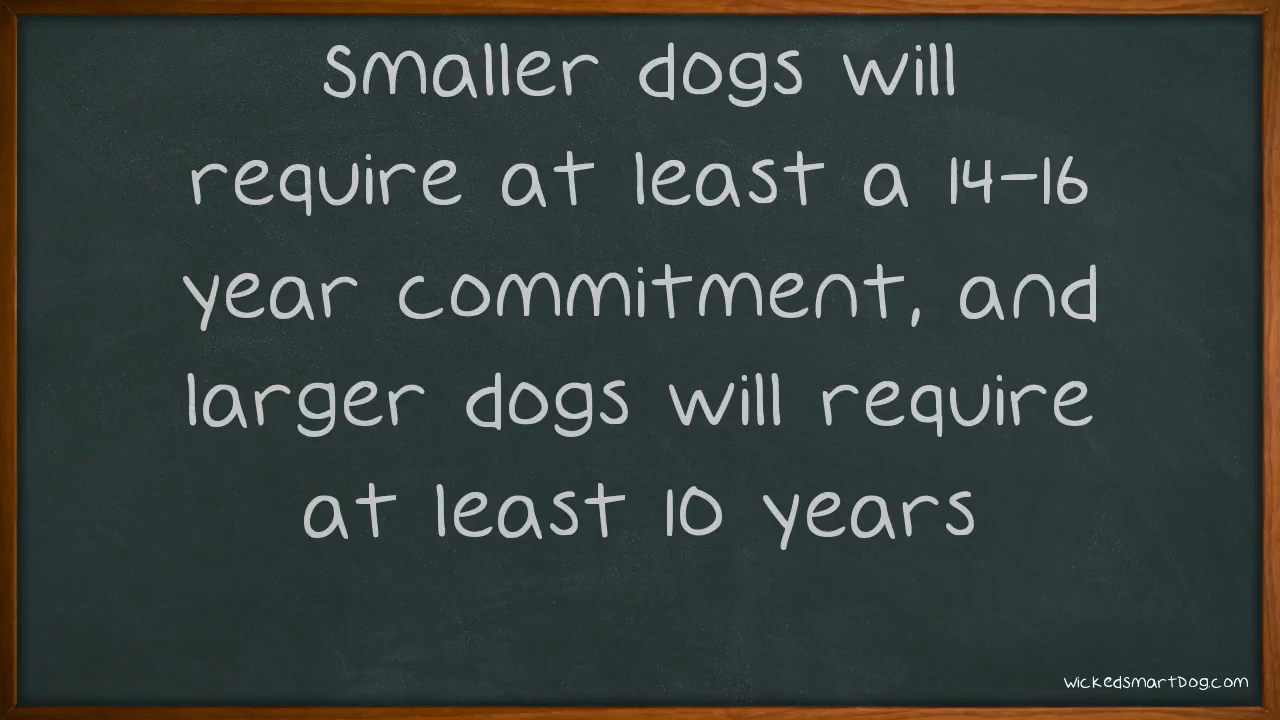 Smaller dogs will
require at least a 14-16
year commitment, and
larger dogs will require
at least 10 years
wickedsmartdog.com